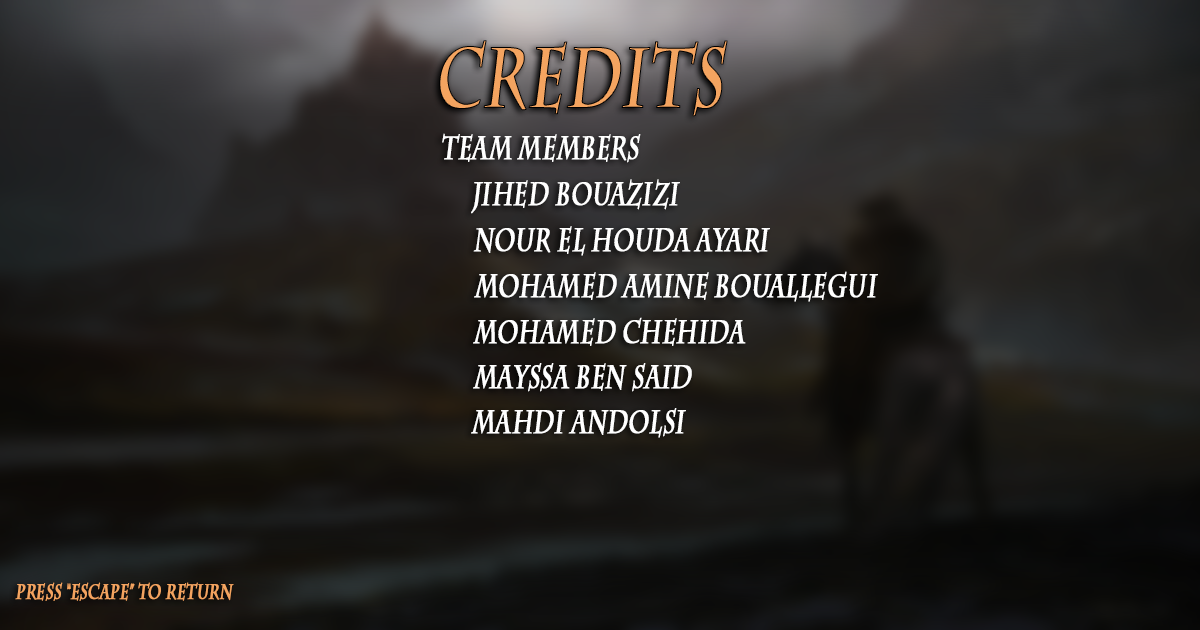 CREDITS
TEAM MEMBERS
JIHED BOUAZIZI
NOUR EL HOUDA AYARI
MOHAMED AMINE BOUALLEGUI
MOHAMED CHEHIDA
MAYSSA BEN SAID
MAHDI ANDOLSI
PRESS "ESCAPE" TO RETURN